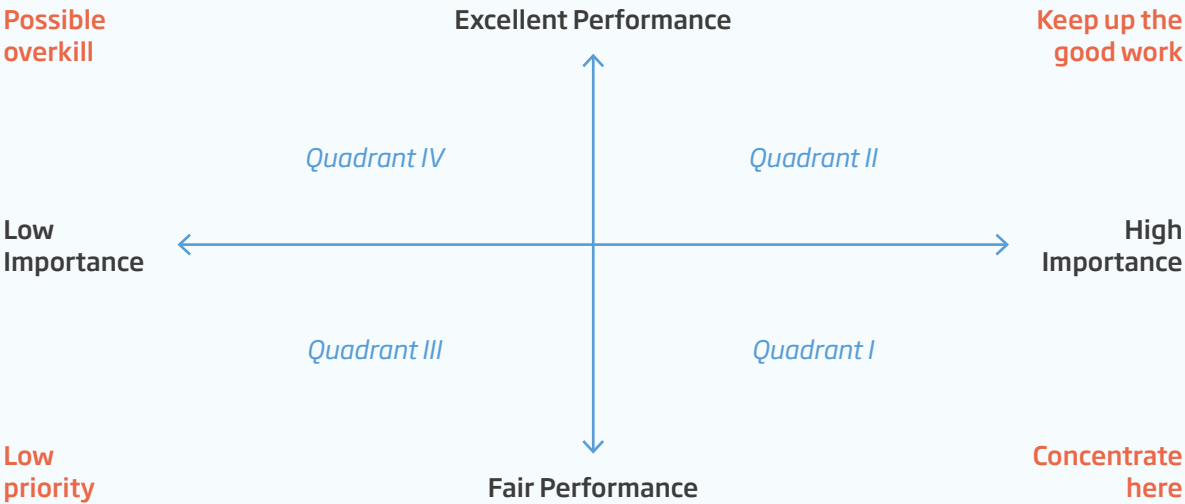 Possible
overkill
Excellent Performance
Keep up the
good work
Quadrant IV
Quadrant II
Low
Importance
High
Importance
Quadrant III
Quadrant I
Low
priority
Fair Performance
Concentrate
here